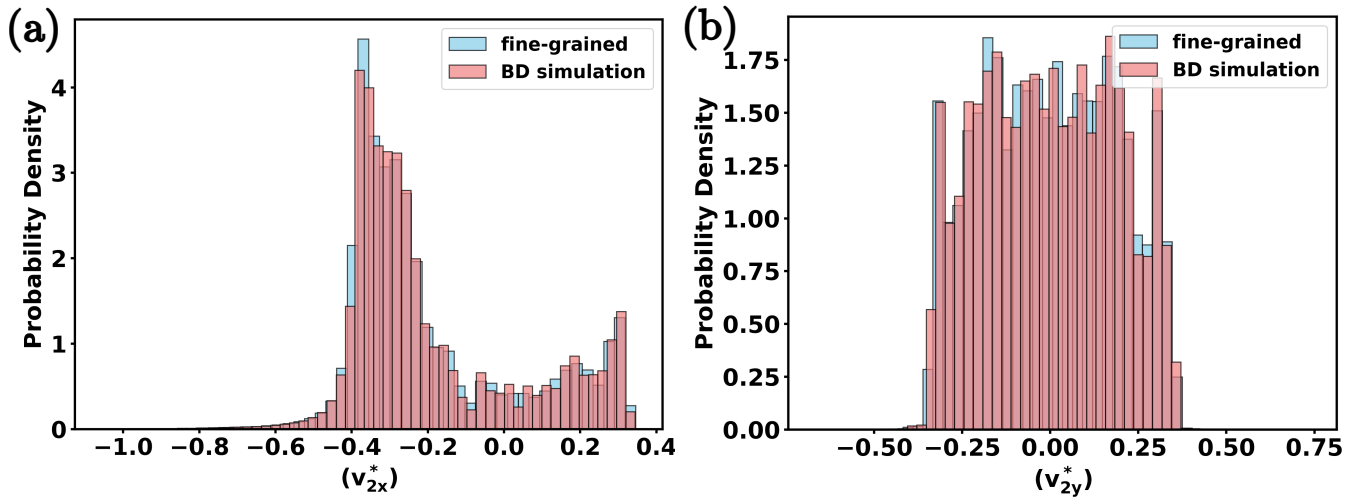 (a)
fine-grained
BD simulation
Probability Density
4
3
2
1
0
−1.0 −0.8 −0.6 −0.4 −0.2 0.0 0.2 0.4
(v*2x)
(b)
fine-grained
BD simulation
Probability Density
1.75
1.50
1.25
1.00
0.75
0.50
0.25
0.00
−0.50 −0.25 0.00 0.25 0.50 0.75
(v*2y)